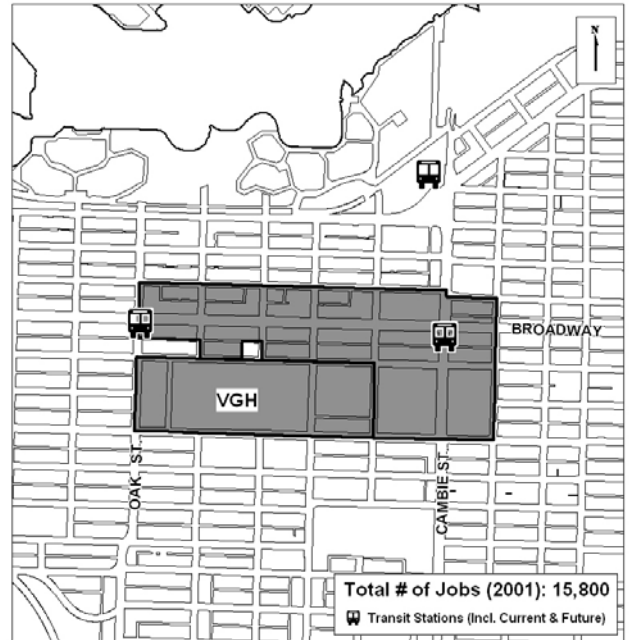 N
BROADWAY
VGH
OAK ST.
CAMBIE ST.
Total # of Jobs (2001): 15,800
Transit Stations (Incl. Current & Future)